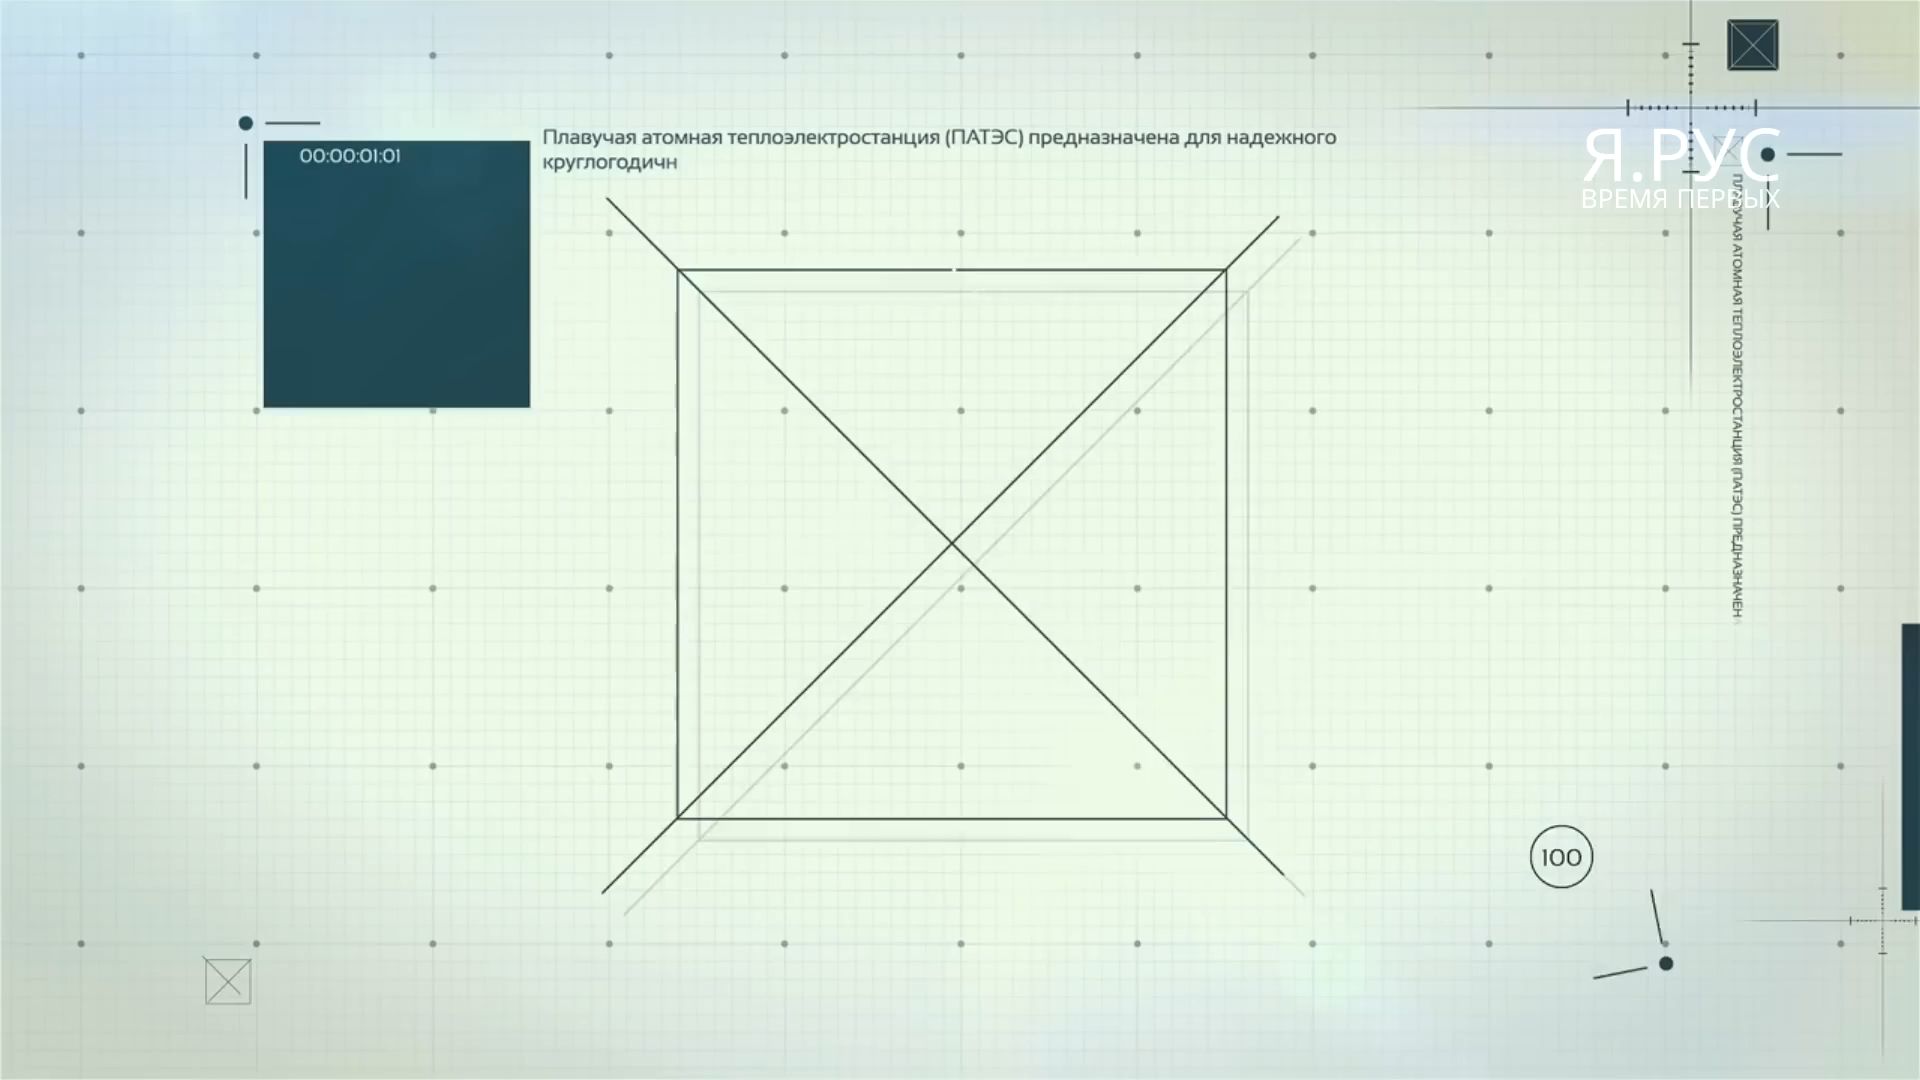 00:00:01:01
Плавучая атомная теплоэлектростанция (ПАТЭС) предназначена для надежного
круглогодичн
Я.РУС
ВРЕМЯ ПЕРВЫХ
ПЛАВУЧАЯ АТОМНАЯ ТЕПЛОЭЛЕКТРОСТАНЦИЯ (ПАТЭС) ПРЕДНАЗНАЧЕН
100